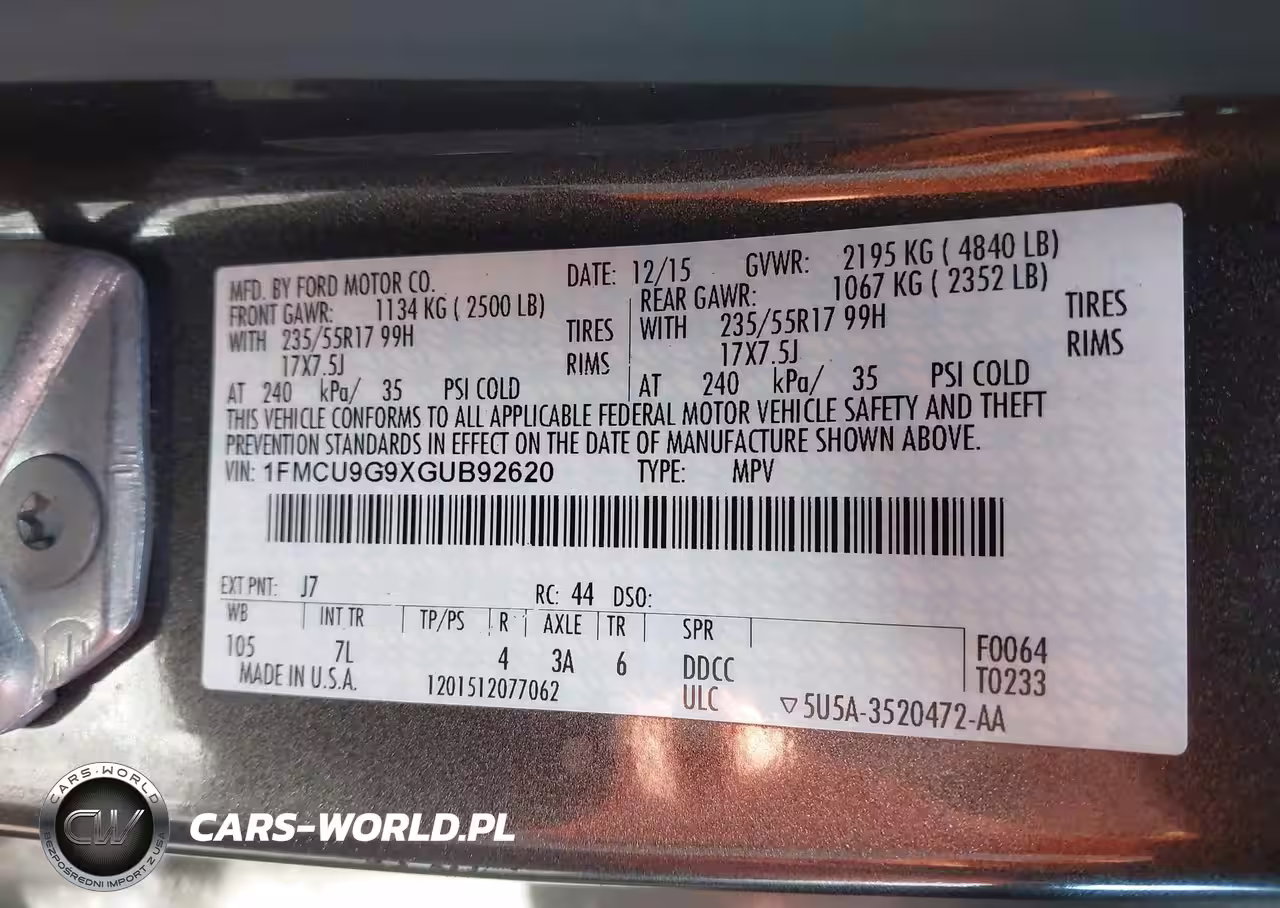 MFD. BY FORD MOTOR CO. DATE: 12/15 GVWR: 2195 KG ( 4840 LB)
FRONT GAWR: 1134 KG ( 2500 LB) REAR GAWR: 1067 KG ( 2352 LB)
WITH 235/55R17 99H TIRES WITH 235/55R17 99H TIRES
17X7.5J RIMS 17X7.5J RIMS
AT 240 kPa/ 35 PSI COLD AT 240 kPa/ 35 PSI COLD
THIS VEHICLE CONFORMS TO ALL APPLICABLE FEDERAL MOTOR VEHICLE SAFETY AND THEFT
PREVENTION STANDARDS IN EFFECT ON THE DATE OF MANUFACTURE SHOWN ABOVE.
VIN: 1FMCU9G9XGUB92620 TYPE: MPV
EXT PNT: J7 RC: 44 DSO:
WB INT TR TP/PS R AXLE TR SPR
105 7L 4 3A 6 DDCC F0064
MADE IN U.S.A. 1201512077062 ULC T0233
▽5U5A-3520472-AA
CARS-WORLD
CW
BEZPOŚREDNI IMPORT Z USA
CARS-WORLD.PL